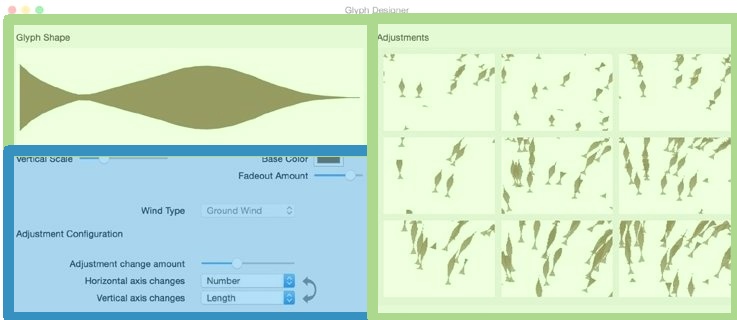 Glyph Designer
Glyph Shape
Adjustments
Vertical Scale
Base Color
Fadeout Amount
Wind Type Ground Wind
Adjustment Configuration
Adjustment change amount
Horizontal axis changes Number
Vertical axis changes Length